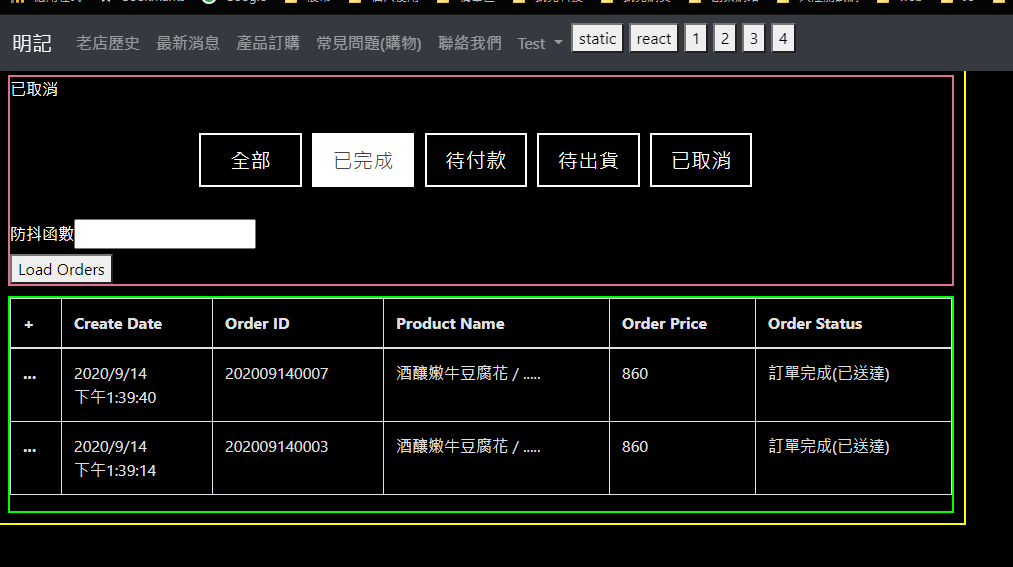 明記 老店歷史 最新消息 產品訂購 常見問題(購物) 聯絡我們 Test static react 1 2 3 4
已取消
全部 已完成 待付款 待出貨 已取消
防抖函數
Load Orders
+ Create Date Order ID Product Name Order Price Order Status
... 2020/9/14 202009140007 酒釀嫩牛豆腐花 / ..... 860 訂單完成(已送達)
下午1:39:40
... 2020/9/14 202009140003 酒釀嫩牛豆腐花 / ..... 860 訂單完成(已送達)
下午1:39:14